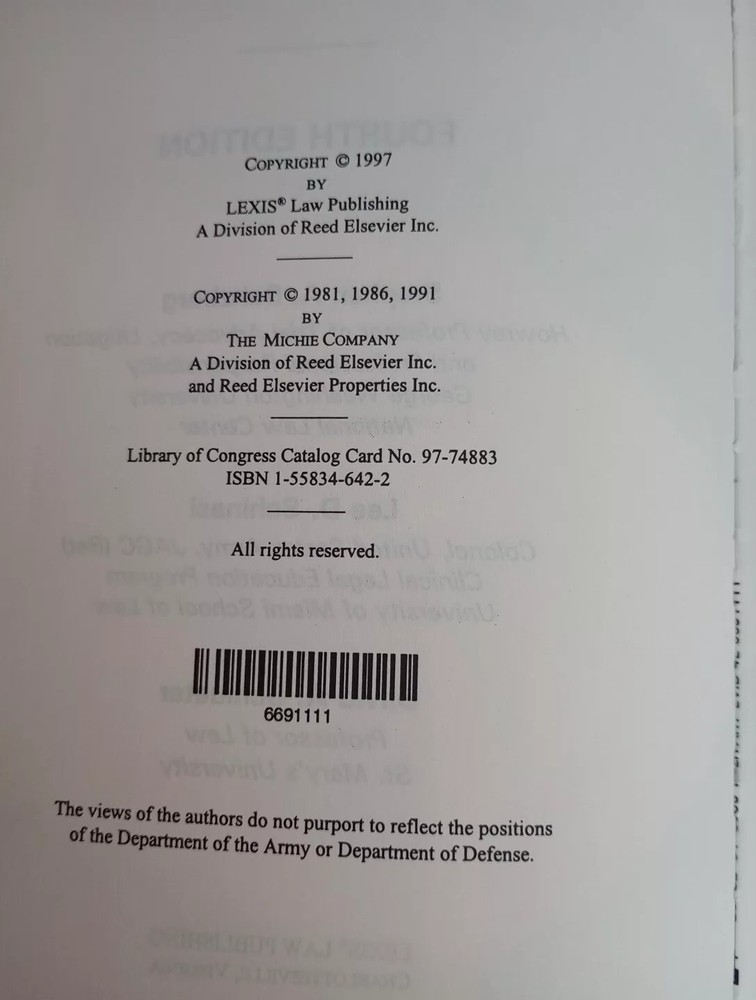 COPYRIGHT © 1997
BY
LEXIS® Law Publishing
A Division of Reed Elsevier Inc.
COPYRIGHT © 1981, 1986, 1991
BY
THE MICHIE COMPANY
A Division of Reed Elsevier Inc.
and Reed Elsevier Properties Inc.
Library of Congress Catalog Card No. 97-74883
ISBN 1-55834-642-2
All rights reserved.
6691111
The views of the authors do not purport to reflect the positions
of the Department of the Army or Department of Defense.